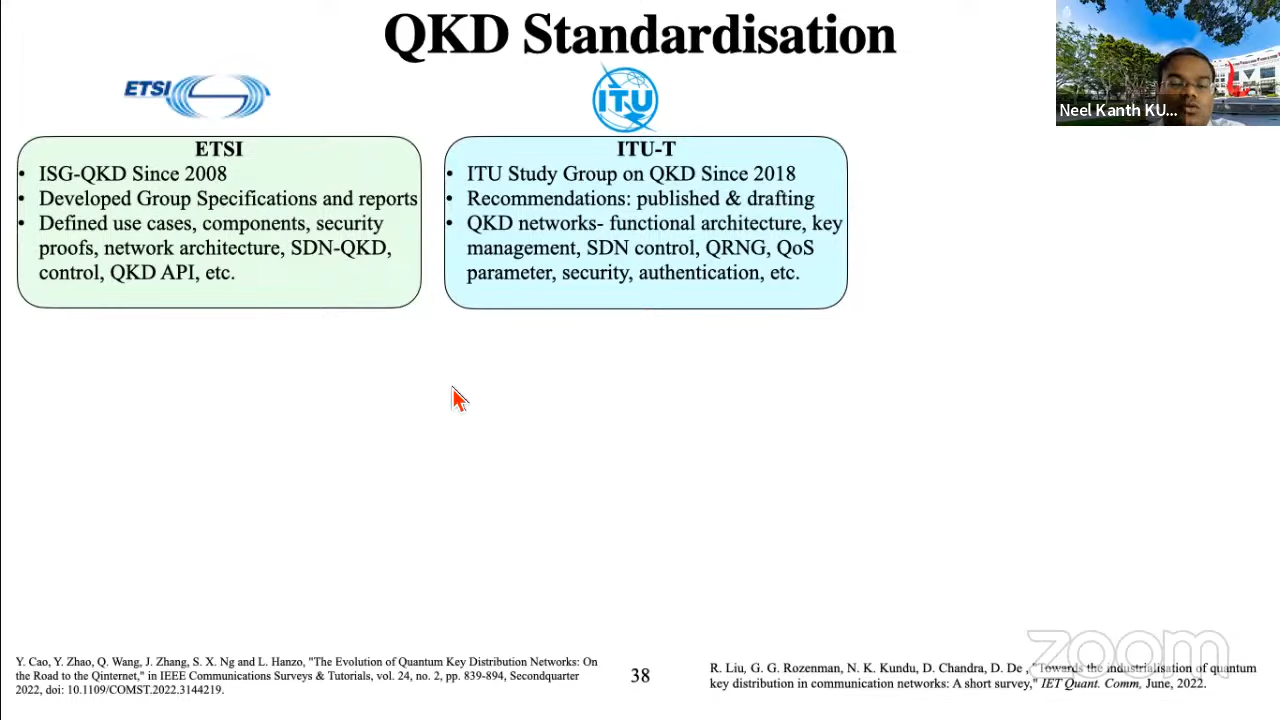 QKD Standardisation
ETSI
ITU
Neel Kanth KU...
ETSI
• ISG-QKD Since 2008
• Developed Group Specifications and reports
• Defined use cases, components, security
proofs, network architecture, SDN-QKD,
control, QKD API, etc.
ITU-T
• ITU Study Group on QKD Since 2018
• Recommendations: published & drafting
• QKD networks- functional architecture, key
management, SDN control, QRNG, QoS
parameter, security, authentication, etc.
Y. Cao, Y. Zhao, Q. Wang, J. Zhang, S. X. Ng and L. Hanzo, "The Evolution of Quantum Key Distribution Networks: On
the Road to the Qinternet," in IEEE Communications Surveys & Tutorials, vol. 24, no. 2, pp. 839-894, Secondquarter
2022, doi: 10.1109/COMST.2022.3144219.
38
R. Liu, G. G. Rozenman, N. K. Kundu, D. Chandra, D. De , "Towards the industrialisation of quantum
key distribution in communication networks: A short survey," IET Quant. Comm, June, 2022.
zoom